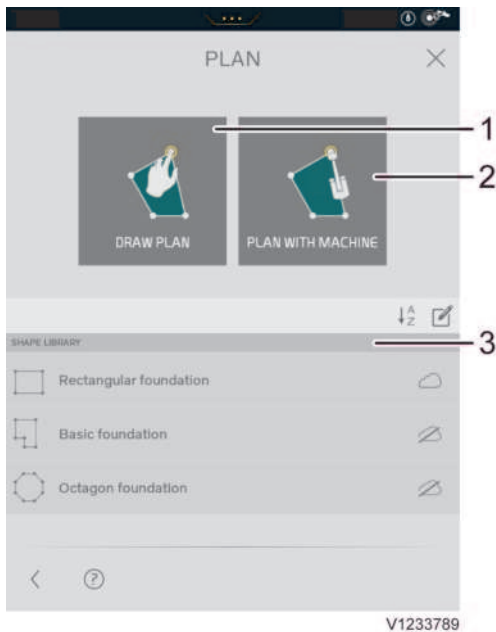 PLAN
1
2
DRAW PLAN
PLAN WITH MACHINE
A
Z
SHAPE LIBRARY
3
Rectangular foundation
Basic foundation
Octagon foundation
?
V1233789